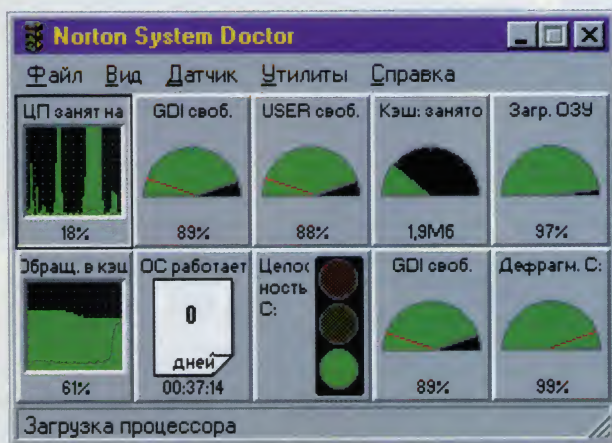 Norton System Doctor
Файл Вид Датчик Утилиты Справка
ЦП занят на GDI своб. USER своб. Кэш: занято Загр. ОЗУ
18% 89% 88% 1,9Мб 97%
Обращ. в кэш ОС работает Целос GDI своб. Дефрагм. C:
ность
C:
0
дней
61% 00:37:14 89% 99%
Загрузка процессора